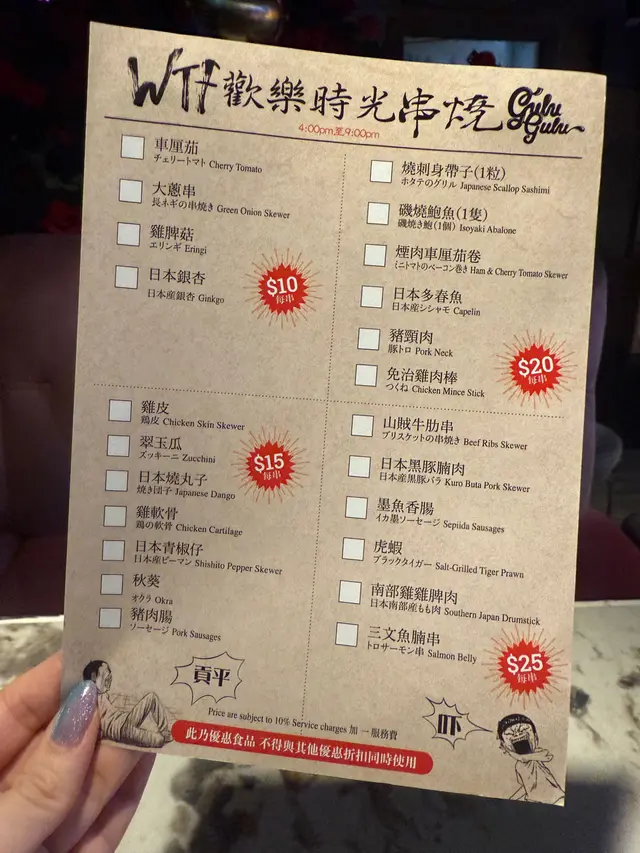 WTF歡樂時光串燒 Gulu Gulu
4:00pm至9:00pm
車厘茄
チェリートマト Cherry Tomato
大蔥串
長ネギの串焼き Green Onion Skewer
雞脾菇
エリンギ Eringi
日本銀杏
日本産銀杏 Ginkgo
$10
每串
燒刺身帶子(1粒)
ホタテのグリル Japanese Scallop Sashimi
磯燒鮑魚(1隻)
磯焼き鮑(1個) Isoyaki Abalone
煙肉車厘茄卷
ミニトマトのベーコン巻き Ham & Cherry Tomato Skewer
日本多春魚
日本産シシャモ Capelin
豬頸肉
豚トロ Pork Neck
免治雞肉棒
つくね Chicken Mince Stick
$20
每串
雞皮
鶏皮 Chicken Skin Skewer
翠玉瓜
ズッキーニ Zucchini
日本燒丸子
焼き団子 Japanese Dango
雞軟骨
鶏の軟骨 Chicken Cartilage
日本青椒仔
日本産ピーマン Shishito Pepper Skewer
秋葵
オクラ Okra
豬肉腸
ソーセージ Pork Sausages
$15
每串
山賊牛肋串
ブリスケットの串焼き Beef Ribs Skewer
日本黑豚腩肉
日本産黒豚バラ Kuro Buta Pork Skewer
墨魚香腸
イカ墨ソーセージ Sepiida Sausages
虎蝦
ブラックタイガー Salt-Grilled Tiger Prawn
南部雞雞脾肉
日本南部産もも肉 Southern Japan Drumstick
三文魚腩串
トロサーモン串 Salmon Belly
$25
每串
貢平
吓
Price are subject to 10% Service charges 加一服務費
此乃優惠食品 不得與其他優惠折扣同時使用